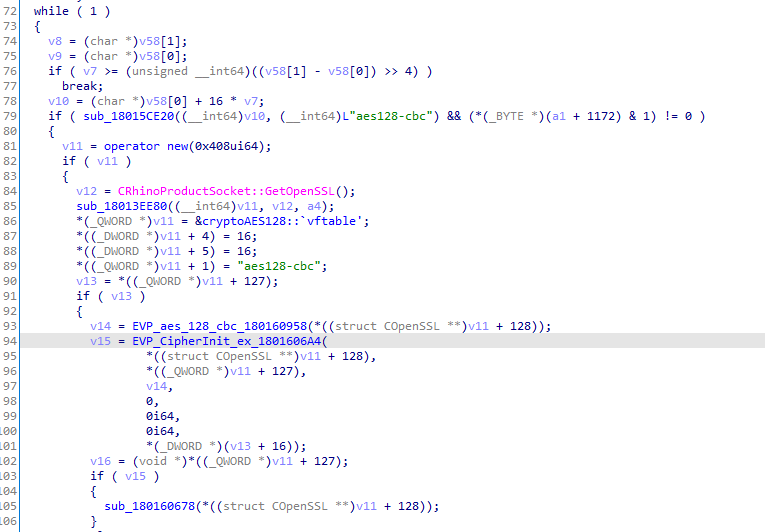 72 while ( 1 )
73 {
74 v8 = (char *)v58[1];
75 v9 = (char *)v58[0];
76 if ( v7 >= (unsigned __int64)((v58[1] - v58[0]) >> 4) )
77 break;
78 v10 = (char *)v58[0] + 16 * v7;
79 if ( sub_18015CE20((__int64)v10, (__int64)L"aes128-cbc") && (*(_BYTE *)(a1 + 1172) & 1) != 0 )
80 {
81 v11 = operator new(0x408ui64);
82 if ( v11 )
83 {
84 v12 = CRhinoProductSocket::GetOpenSSL();
85 sub_18013EE80((__int64)v11, v12, a4);
86 *(_QWORD *)v11 = &cryptoAES128::`vftable';
87 *((_DWORD *)v11 + 4) = 16;
88 *((_DWORD *)v11 + 5) = 16;
89 *((_QWORD *)v11 + 1) = "aes128-cbc";
90 v13 = *((_QWORD *)v11 + 127);
91 if ( v13 )
92 {
93 v14 = EVP_aes_128_cbc_180160958(*((struct COpenSSL **)v11 + 128));
94 v15 = EVP_CipherInit_ex_1801606A4(
95 *((struct COpenSSL **)v11 + 128),
96 *((_QWORD *)v11 + 127),
97 v14,
98 0,
99 0i64,
100 0i64,
101 *(_DWORD *)(v13 + 16));
102 v16 = (void *)*((_QWORD *)v11 + 127);
103 if ( v15 )
104 {
105 sub_180160678(*((struct COpenSSL **)v11 + 128));
106 }